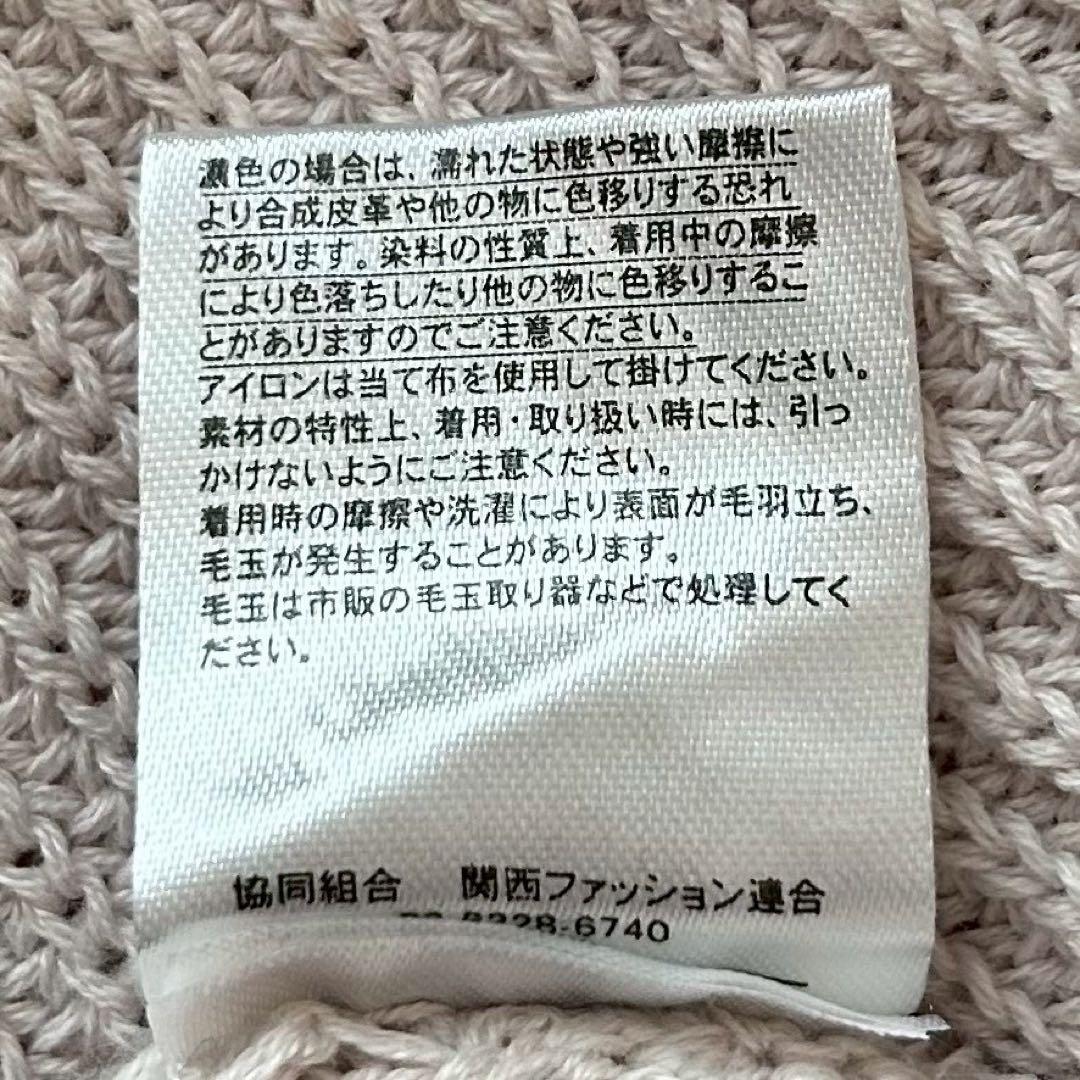 濃色の場合は、濡れた状態や強い摩擦に
より合成皮革や他の物に色移りする恐れ
があります。染料の性質上、着用中の摩擦
により色落ちしたり他の物に色移りするこ
とがありますのでご注意ください。
アイロンは当て布を使用して掛けてください。
素材の特性上、着用・取り扱い時には、引っ
かけないようにご注意ください。
着用時の摩擦や洗濯により表面が毛羽立ち、
毛玉が発生することがあります。
毛玉は市販の毛玉取り器などで処理してく
ださい。
協同組合 関西ファッション連合
6228-6740